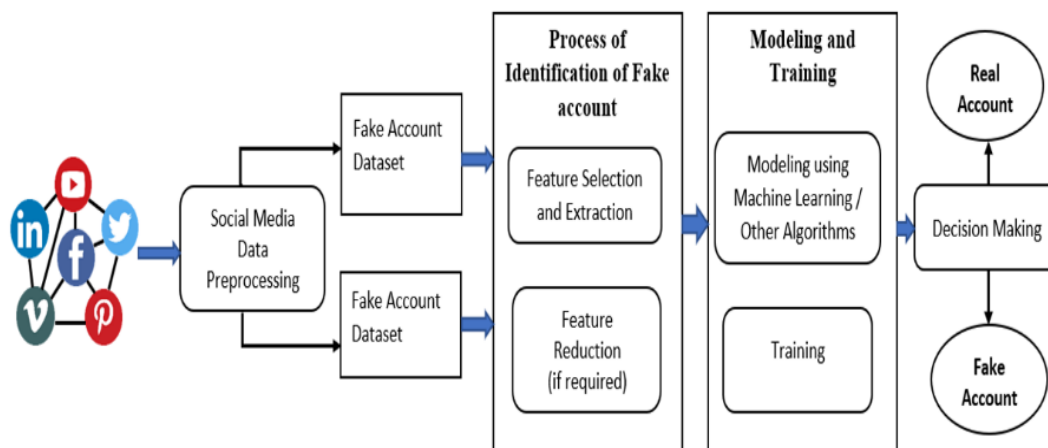 in
f
v
p
Social Media
Data
Preprocessing
Fake Account
Dataset
Fake Account
Dataset
Process of
Identification of Fake
account
Feature Selection
and Extraction
Feature
Reduction
(if required)
Modeling and
Training
Modeling using
Machine Learning /
Other Algorithms
Training
Decision Making
Real
Account
Fake
Account